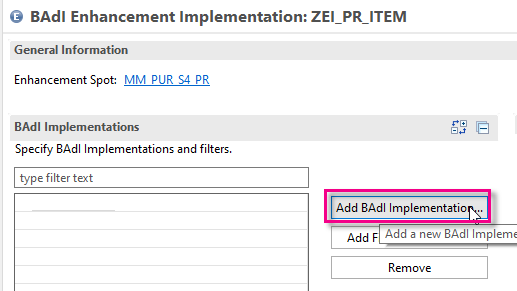 BAdI Enhancement Implementation: ZEI_PR_ITEM
General Information
Enhancement Spot: MM_PUR_S4_PR
BAdI Implementations
Specify BAdI Implementations and filters.
type filter text
Add BAdI Implementation...
Add F
Add a new BAdI Impleme
Remove